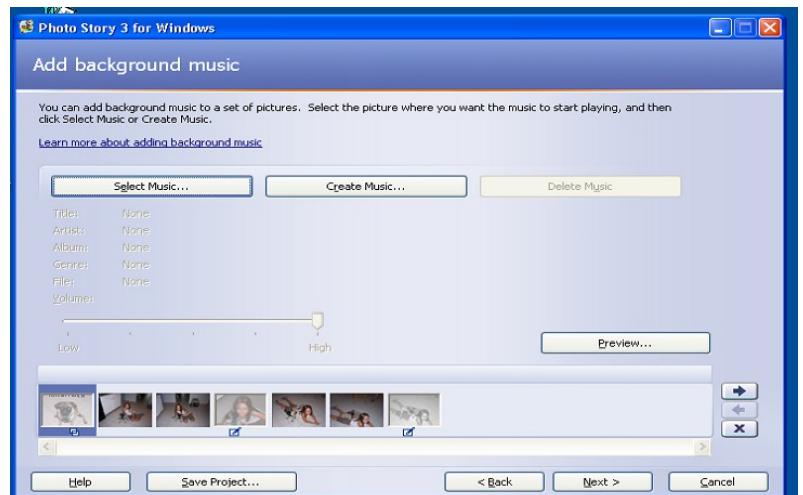 Photo Story 3 for Windows
Add background music
You can add background music to a set of pictures. Select the picture where you want the music to start playing, and then
click Select Music or Create Music.
Learn more about adding background music
Select Music... Create Music... Delete Music
Title: None
Artist: None
Album: None
Genre: None
File: None
Volume:
Low High
Preview...
Help Save Project... < Back Next > Cancel